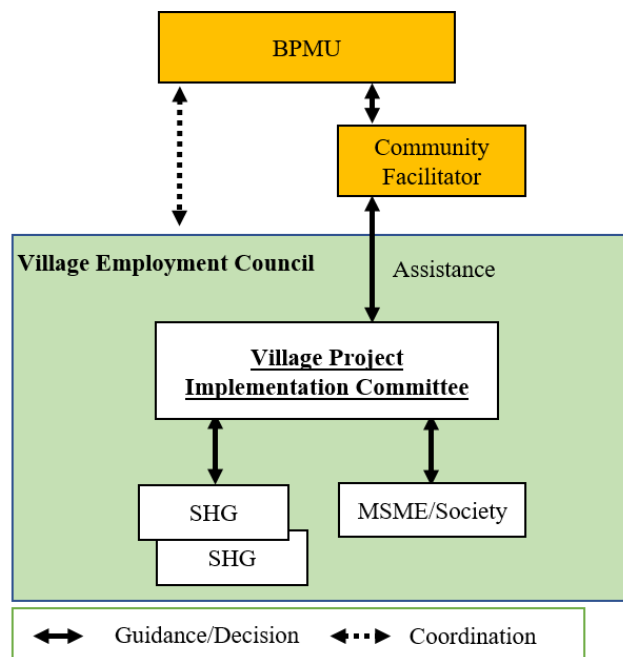 BPMU
Community
Facilitator
Village Employment Council
Assistance
Village Project
Implementation Committee
SHG
MSME/Society
SHG
Guidance/Decision
Coordination